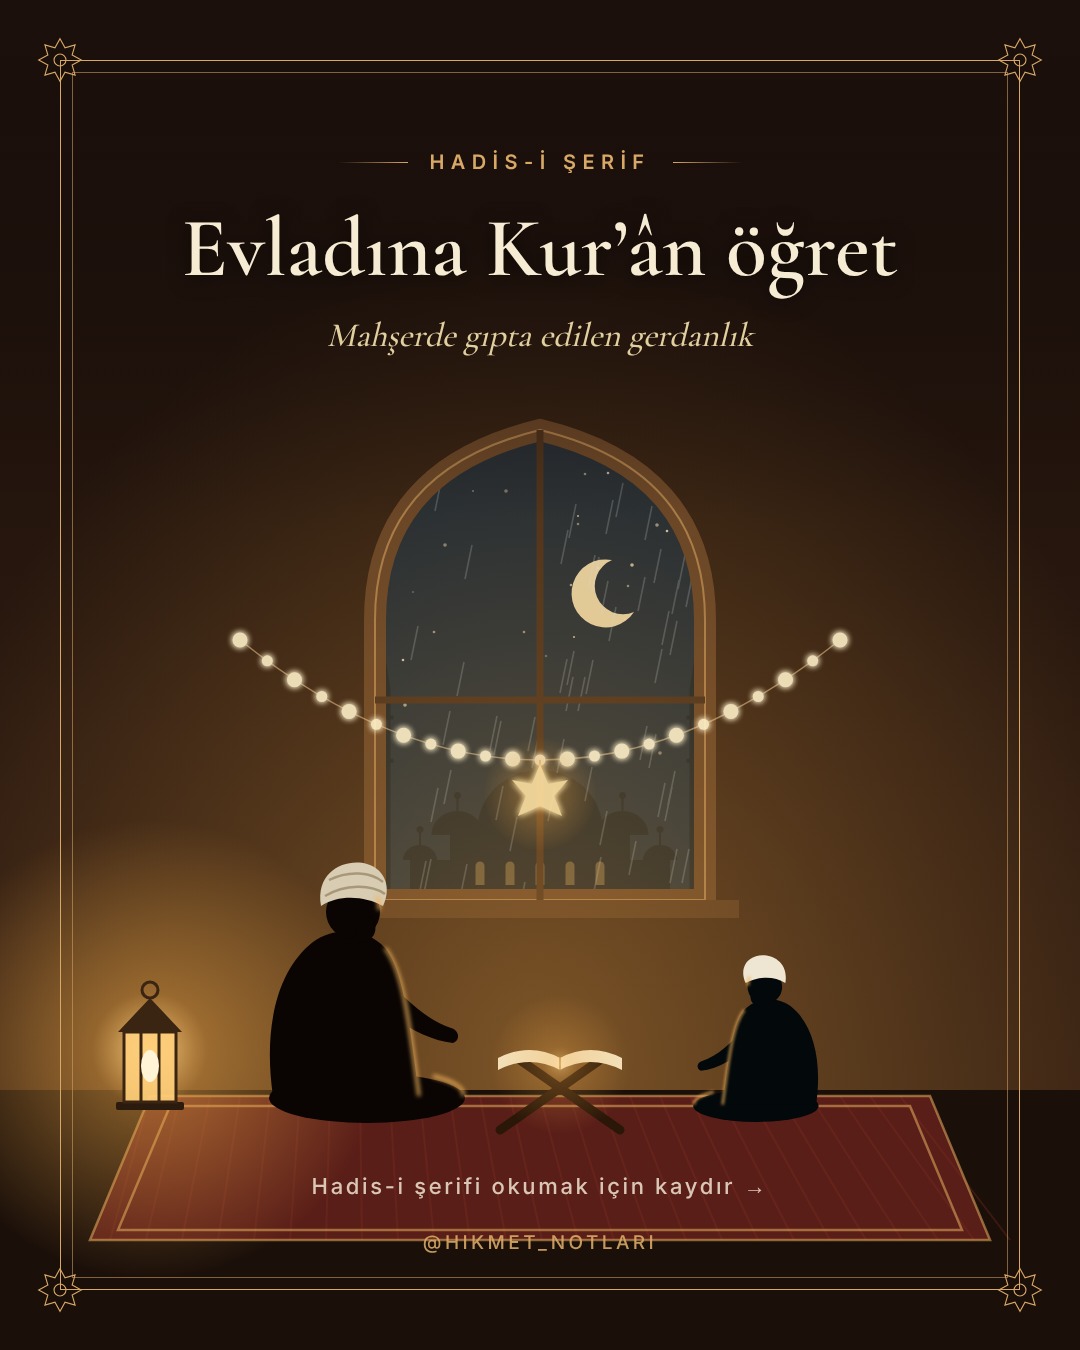 HADİS-İ ŞERİF
Evladına Kur’ân öğret
Mahşerde gıpta edilen gerdanlık
Hadis-i şerifi okumak için kaydır →
@HIKMET_NOTLARI